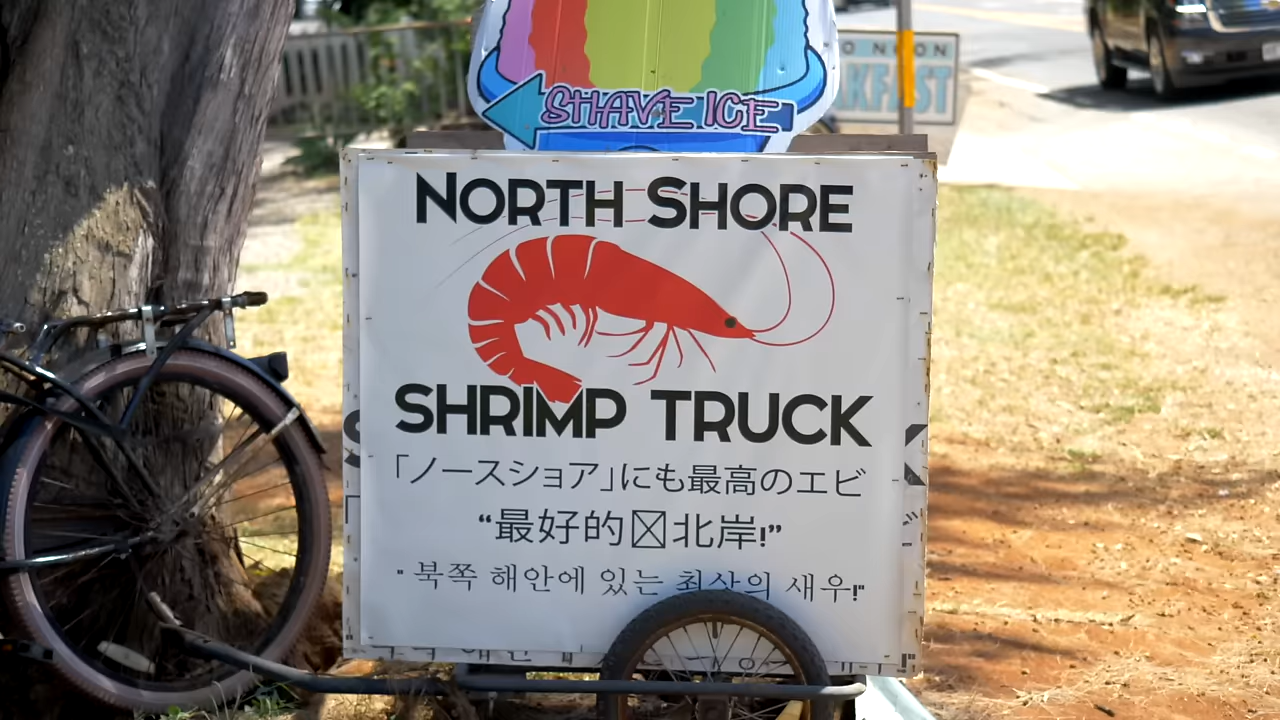 SHAVE ICE
NOON
NORTH SHORE
SHRIMP TRUCK
「ノースショア」にも最高のエビ
“最好的☒北岸!”
" 북쪽 해안에 있는 최상의 새우!"